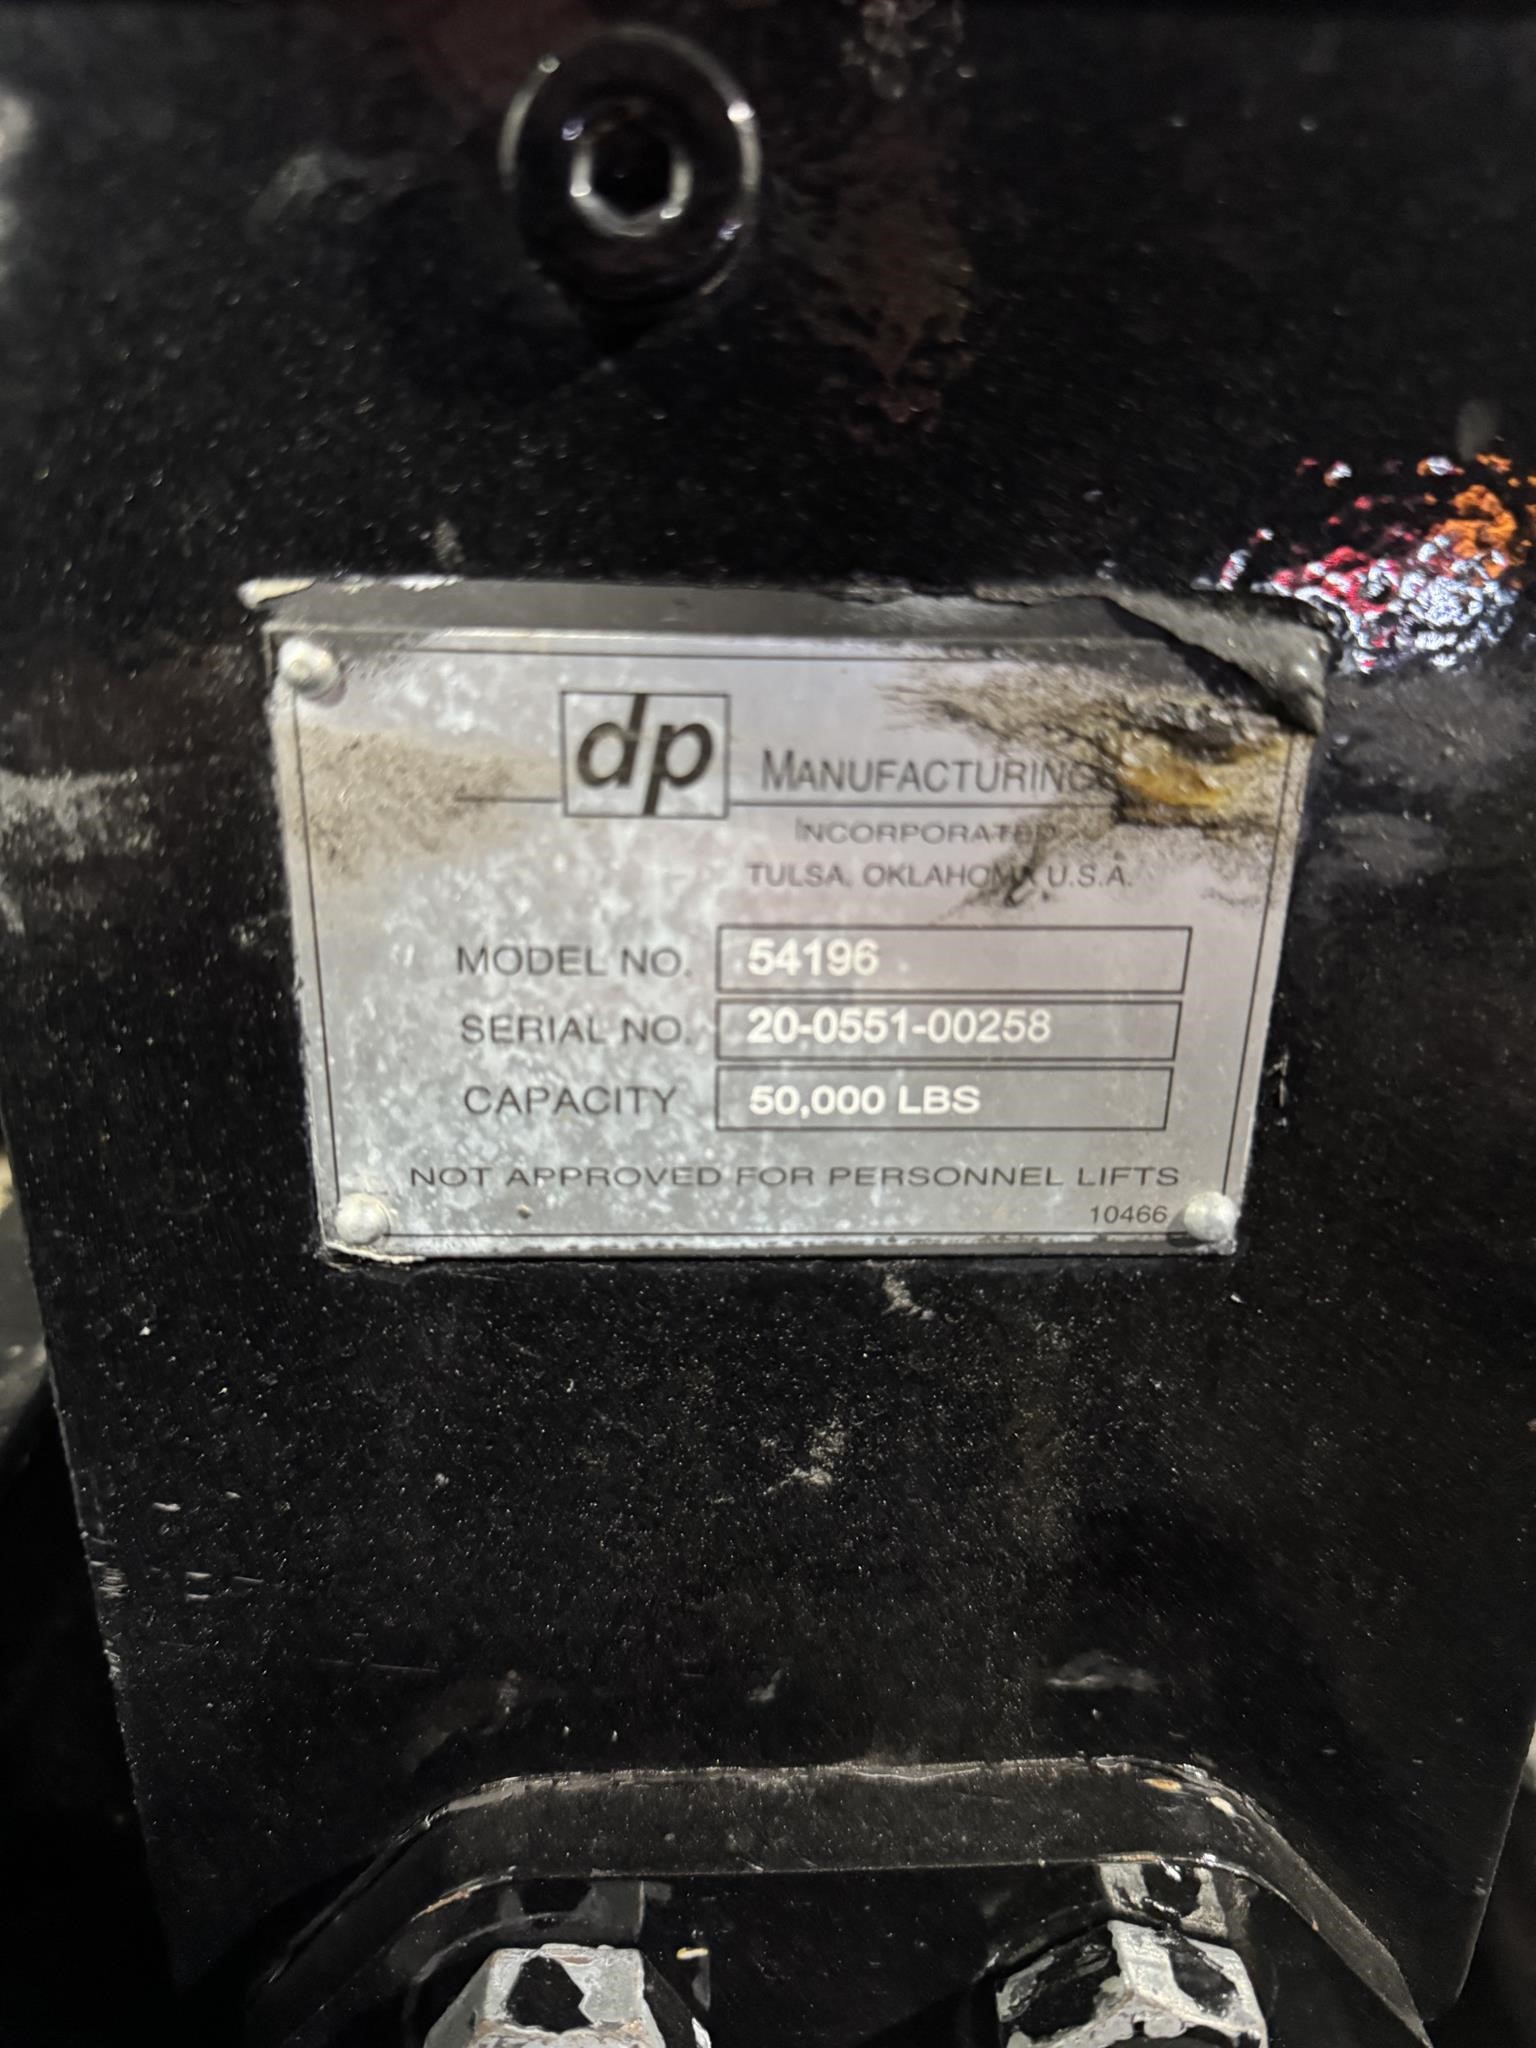 dp MANUFACTURING
INCORPORATED
TULSA, OKLAHOMA, U.S.A.
MODEL NO. 54196
SERIAL NO. 20-0551-00258
CAPACITY 50,000 LBS
NOT APPROVED FOR PERSONNEL LIFTS
10466